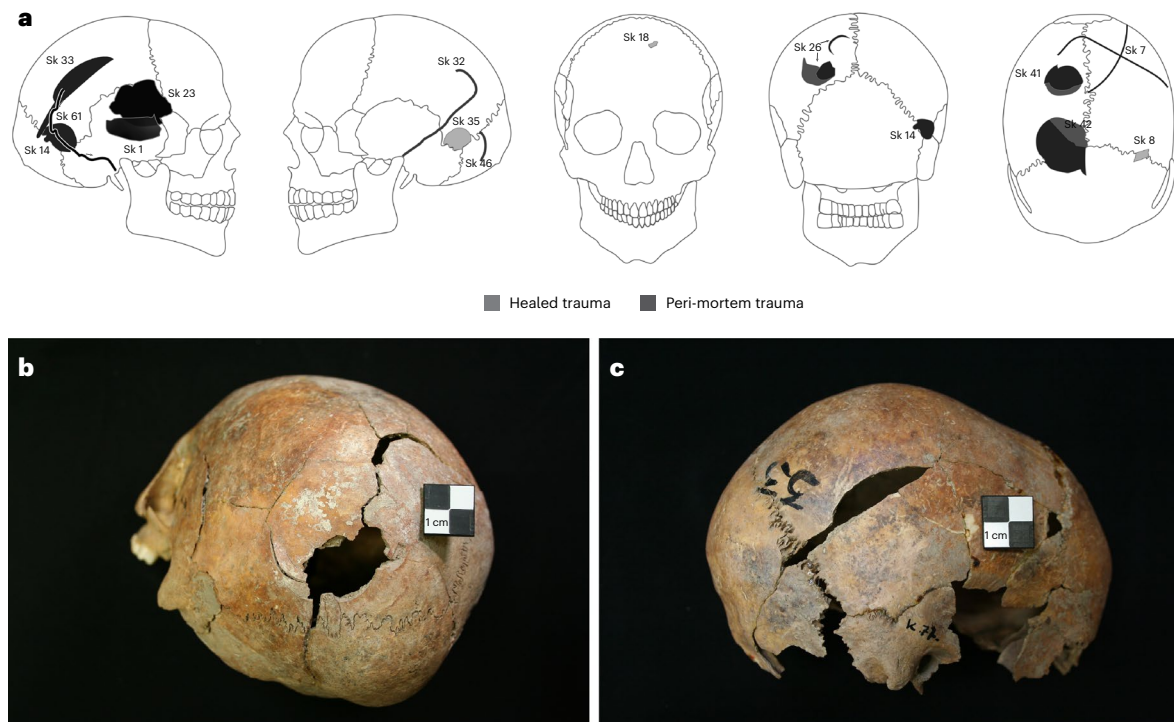 a
Sk 33
Sk 23
Sk 61
Sk 14
Sk 1
Sk 32
Sk 35
Sk 46
Sk 18
Sk 26
Sk 14
Sk 7
Sk 41
Sk 42
Sk 8
Healed trauma
Peri-mortem trauma
b
1 cm
c
1 cm